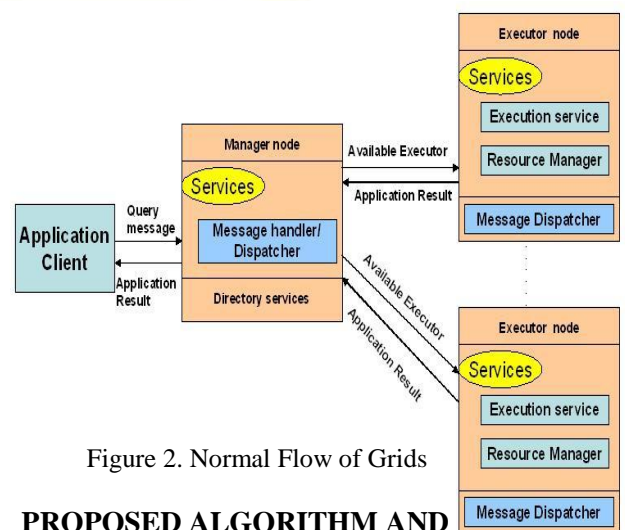 Executor node
Services
Execution service
Resource Manager
Message Dispatcher
Manager node
Services
Message handler/
Dispatcher
Directory services
Available Executor
Application Result
Application
Client
Query
message
Application
Result
Available Executor
Application Result
Executor node
Services
Execution service
Resource Manager
Message Dispatcher
Figure 2. Normal Flow of Grids
PROPOSED ALGORITHM AND